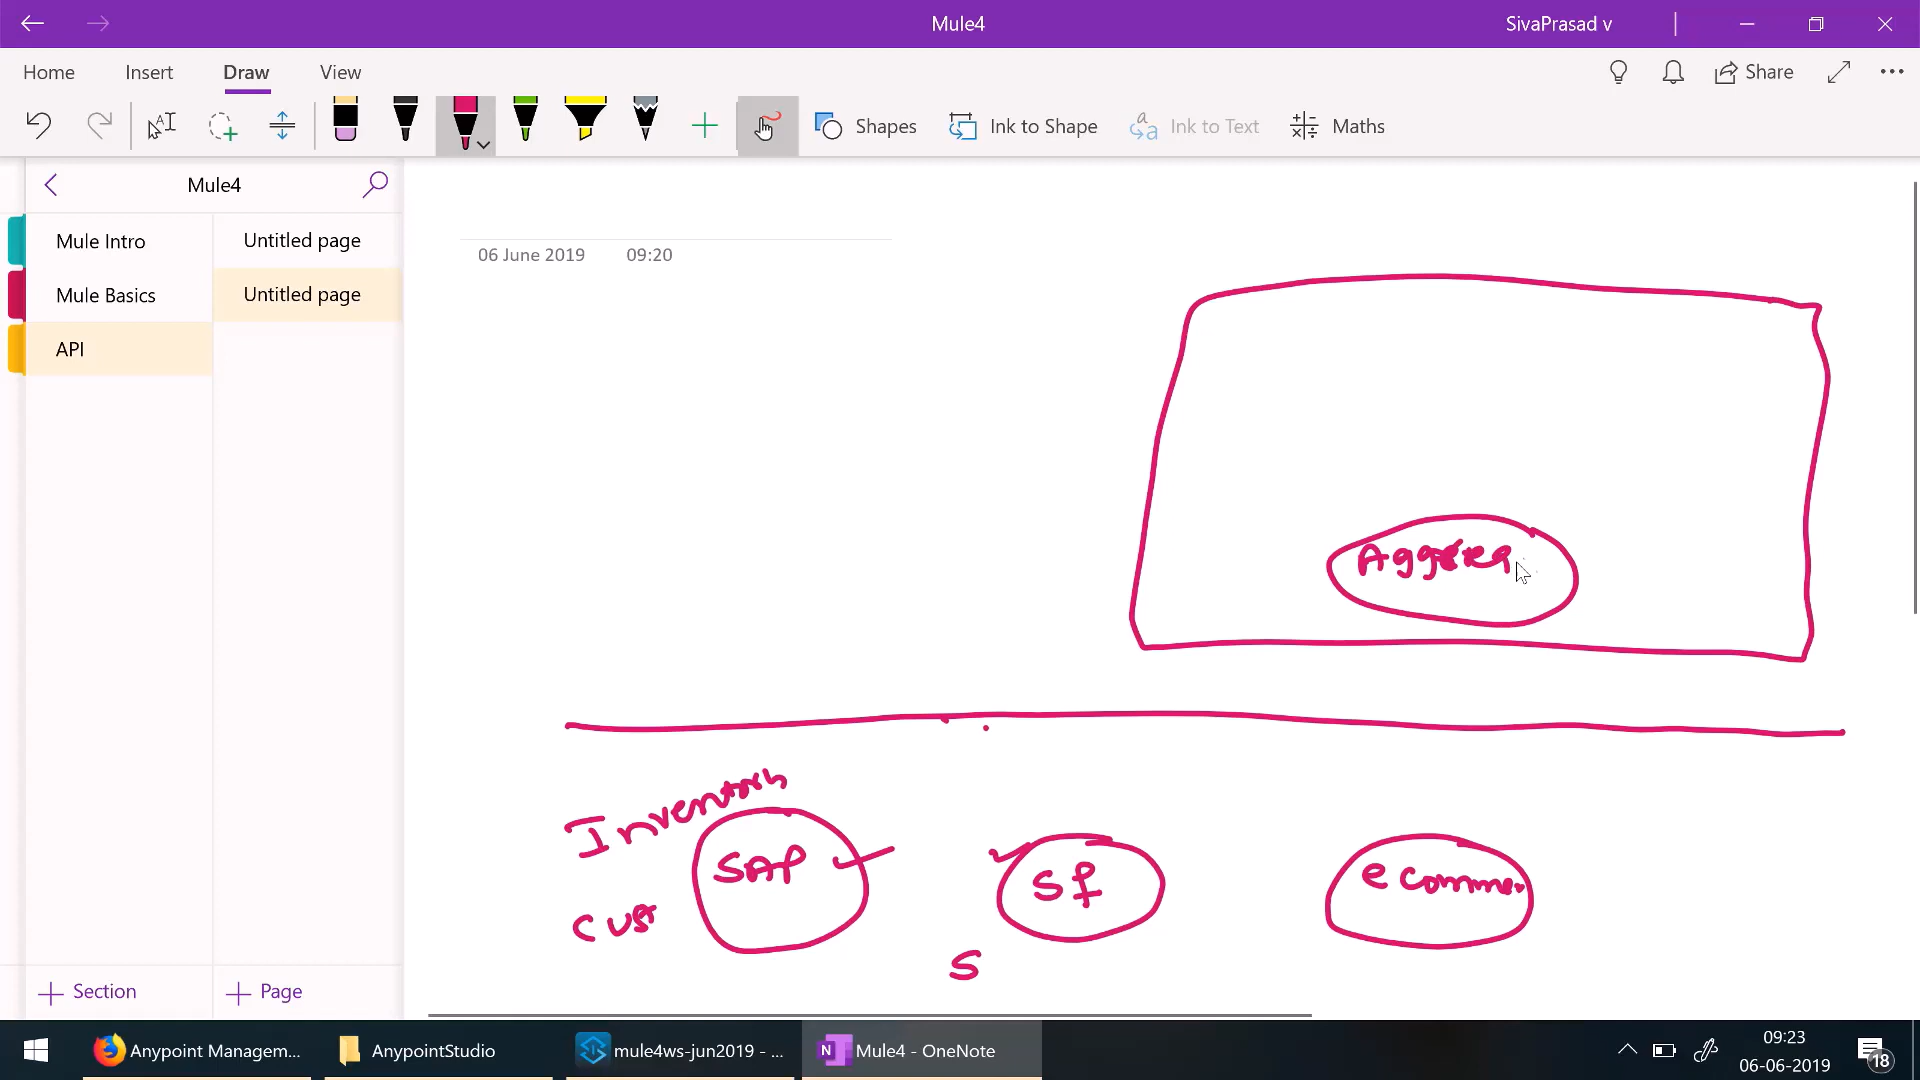 Mule4
SivaPrasad v
Home
Insert
Draw
View
Share
Shapes
Ink to Shape
Ink to Text
Maths
Mule4
Mule Intro
Untitled page
Mule Basics
Untitled page
API
06 June 2019 09:20
Inventory
SAP
Cust
Sf
S
e comme
+ Section
+ Page
Anypoint Managem...
AnypointStudio
mule4ws-jun2019 - ...
Mule4 - OneNote
09:23
06-06-2019
18